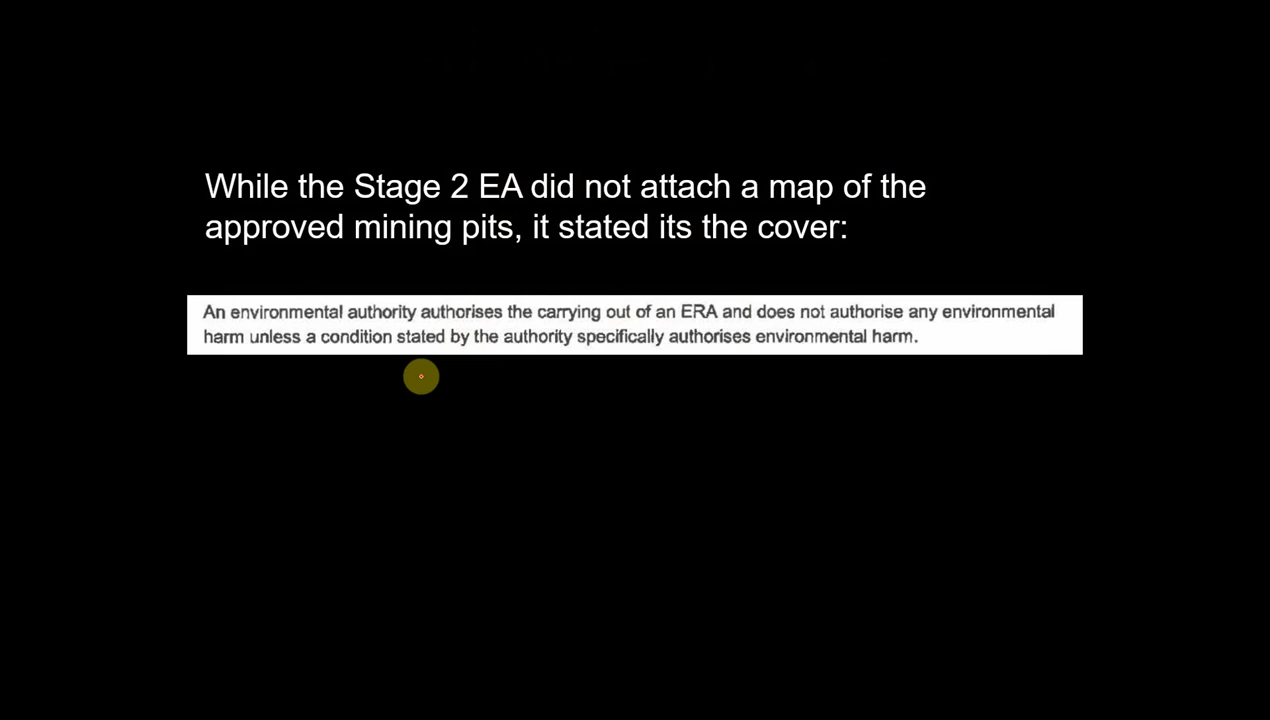 While the Stage 2 EA did not attach a map of the
approved mining pits, it stated its the cover:
An environmental authority authorises the carrying out of an ERA and does not authorise any environmental
harm unless a condition stated by the authority specifically authorises environmental harm.